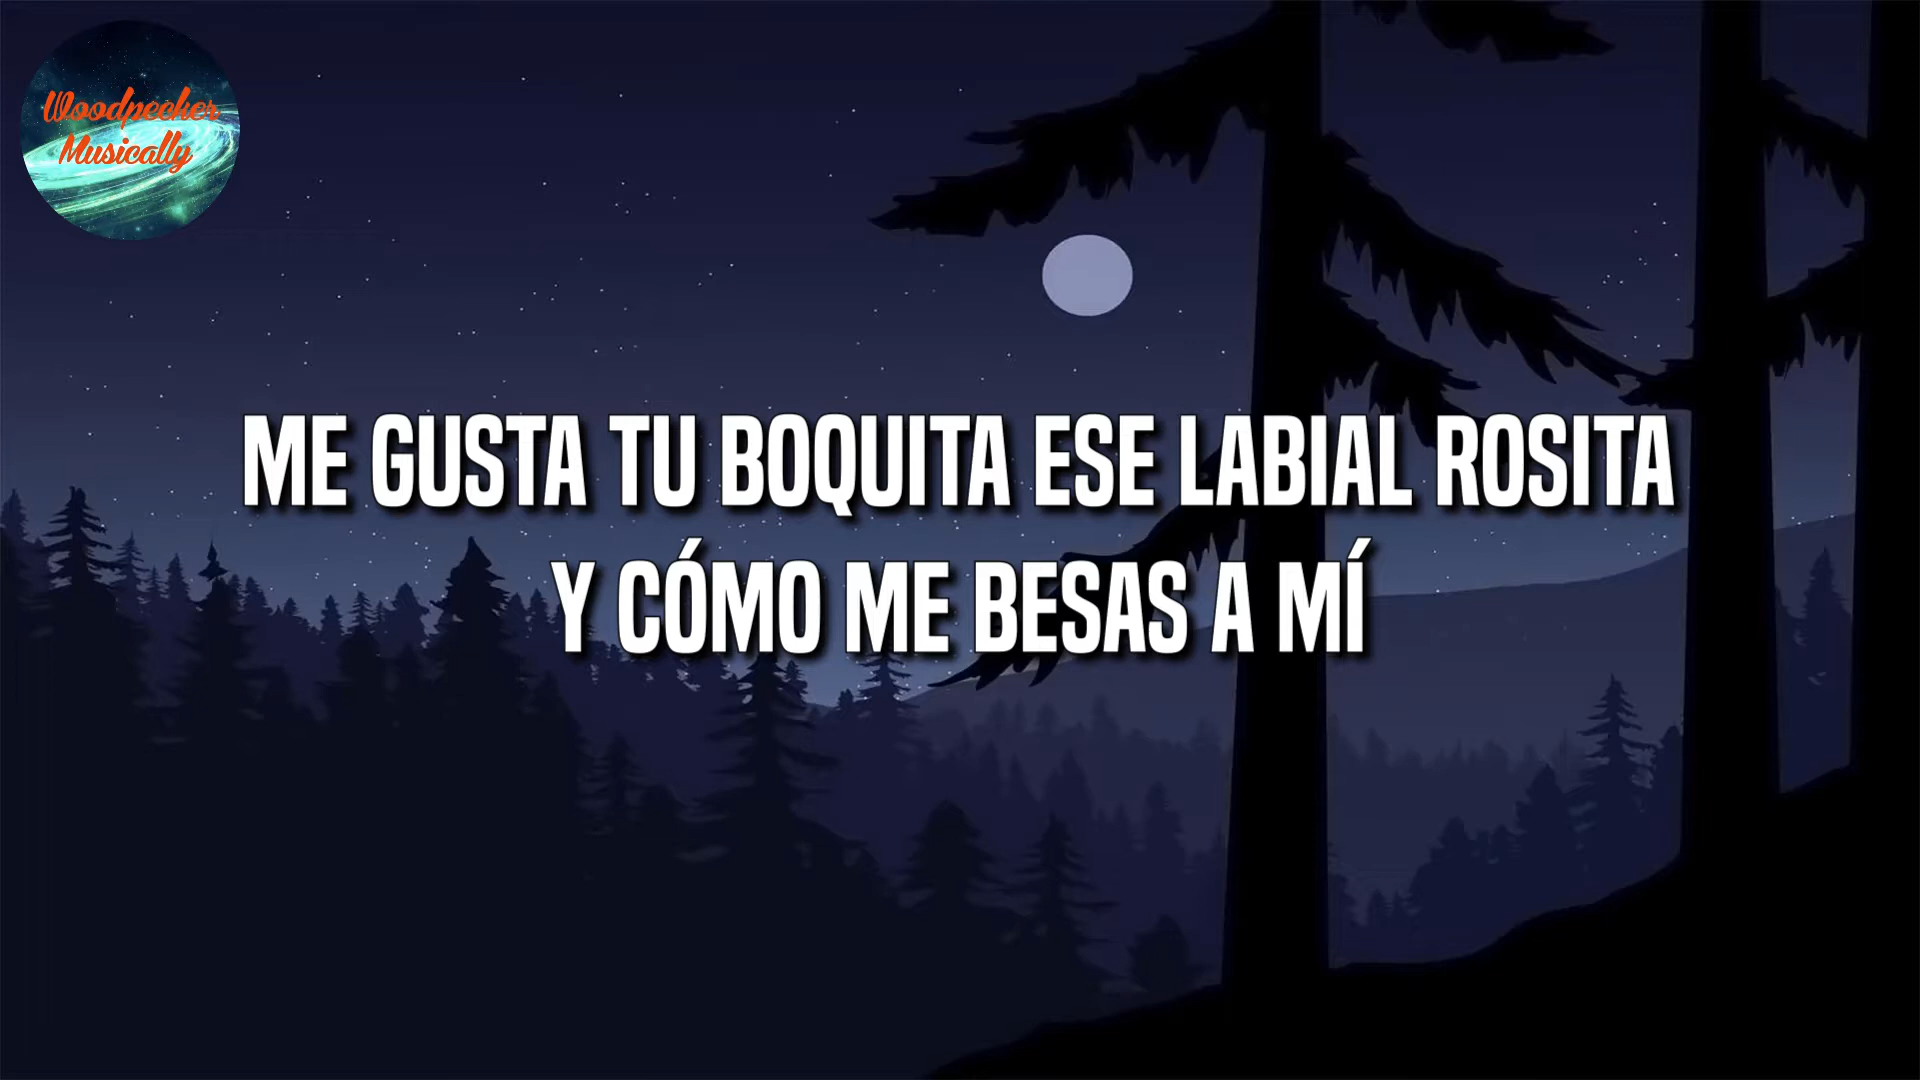 Woodpecker
Musically
ME GUSTA TU BOQUITA ESE LABIAL ROSITA
Y CÓMO ME BESAS A MÍ